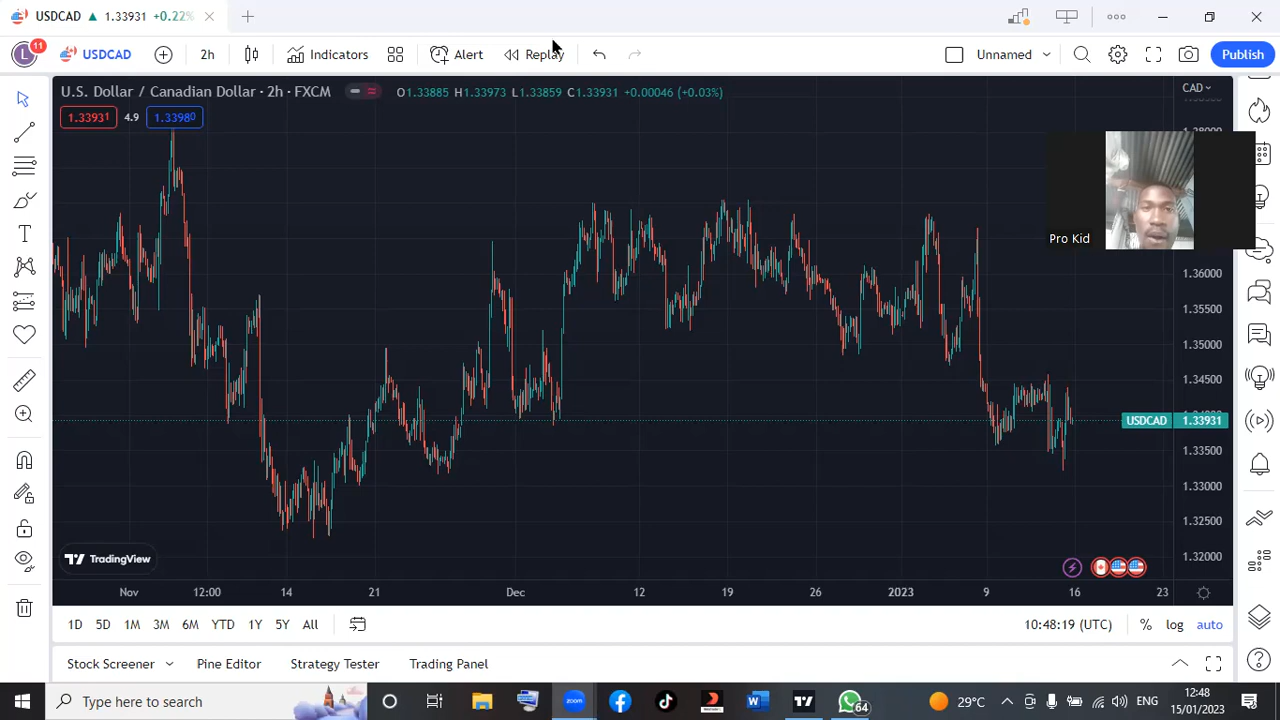 USDCAD ▲ 1.33931 +0.22%
L 11 USDCAD 2h Indicators Alert Replay Unnamed Publish
U.S. Dollar / Canadian Dollar · 2h · FXCM O1.33885 H1.33973 L1.33859 C1.33931 +0.00046 (+0.03%) CAD
1.33931 4.9 1.33980
1.38000
Pro Kid
1.36000
1.35500
1.35000
1.34500
USDCAD 1.33931
1.33500
1.33000
1.32500
1.32000
TradingView
Nov 12:00 14 21 Dec 12 19 26 2023 9 16 23
1D 5D 1M 3M 6M YTD 1Y 5Y All 10:48:19 (UTC) % log auto
Stock Screener Pine Editor Strategy Tester Trading Panel
Type here to search 64 29°C ENG 12:48
15/01/2023